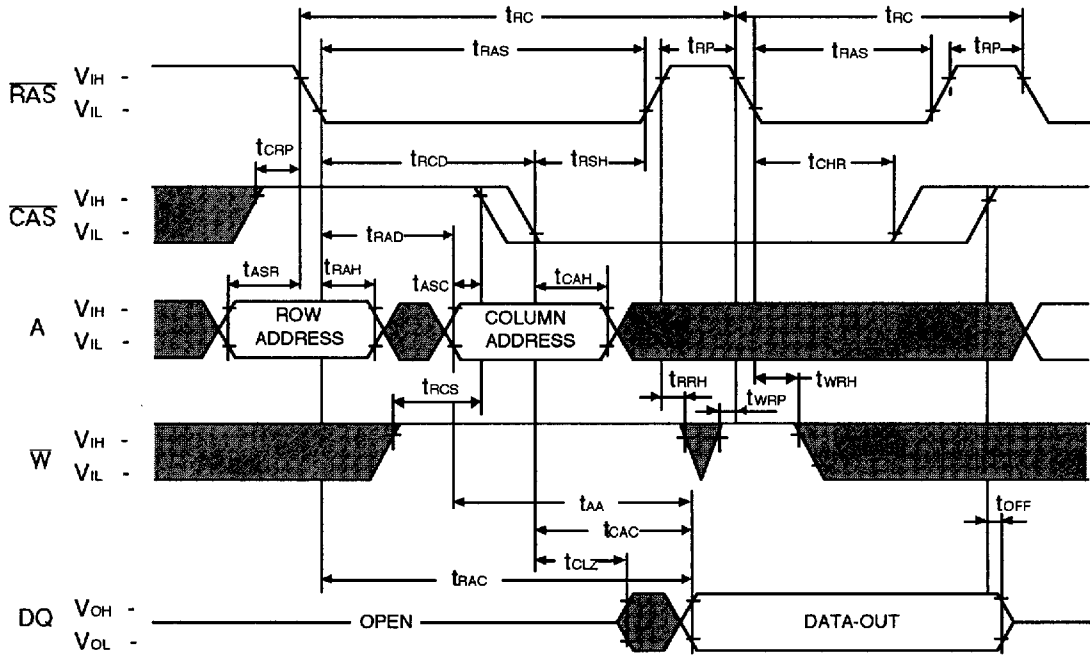 tRC tRC
tRAS tRP tRAS tRP
RAS VIH -
VIL -
tCRP tRCD tRSH tCHR
CAS VIH -
VIL -
tRAD
tASR tRAH tASC tCAH
A VIH -
VIL -
ROW ADDRESS
COLUMN ADDRESS
tRCS tRRH tWRP tWRH
W VIH -
VIL -
tAA tOFF
tCAC
tCLZ
tRAC
DQ VOH -
VOL -
OPEN DATA-OUT